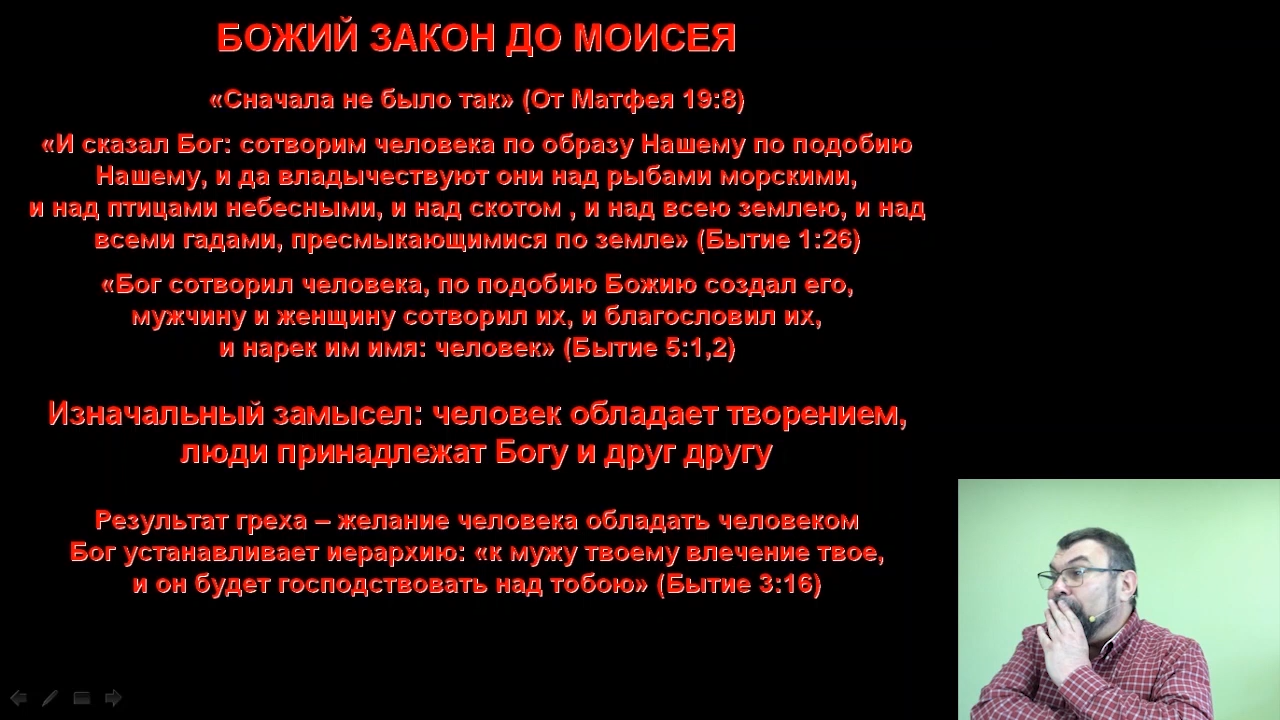 БОЖИЙ ЗАКОН ДО МОИСЕЯ
«Сначала не было так» (От Матфея 19:8)
«И сказал Бог: сотворим человека по образу Нашему по подобию
Нашему, и да владычествуют они над рыбами морскими,
и над птицами небесными, и над скотом , и над всею землею, и над
всеми гадами, пресмыкающимися по земле» (Бытие 1:26)
«Бог сотворил человека, по подобию Божию создал его,
мужчину и женщину сотворил их, и благословил их,
и нарек им имя: человек» (Бытие 5:1,2)
Изначальный замысел: человек обладает творением,
люди принадлежат Богу и друг другу
Результат греха – желание человека обладать человеком
Бог устанавливает иерархию: «к мужу твоему влечение твое,
и он будет господствовать над тобою» (Бытие 3:16)